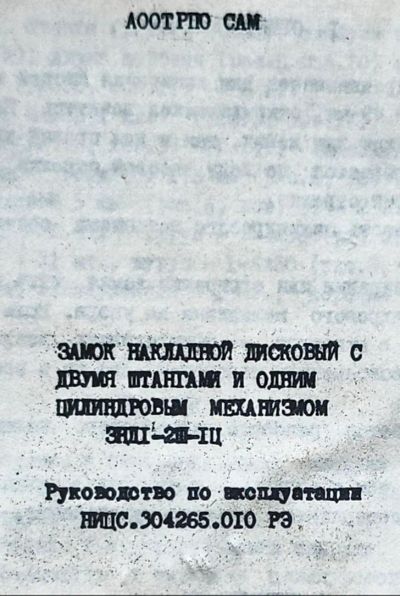 АООТРПО САМ
ЗАМОК НАКЛАДНОЙ ДИСКОВЫЙ С
ДВУМЯ ШТАНГАМИ И ОДНИМ
ЦИЛИНДРОВЫМ МЕХАНИЗМОМ
ЗНД1-2Ш-1Ц
Руководство по эксплуатации
НИЦС.304265.010 РЭ